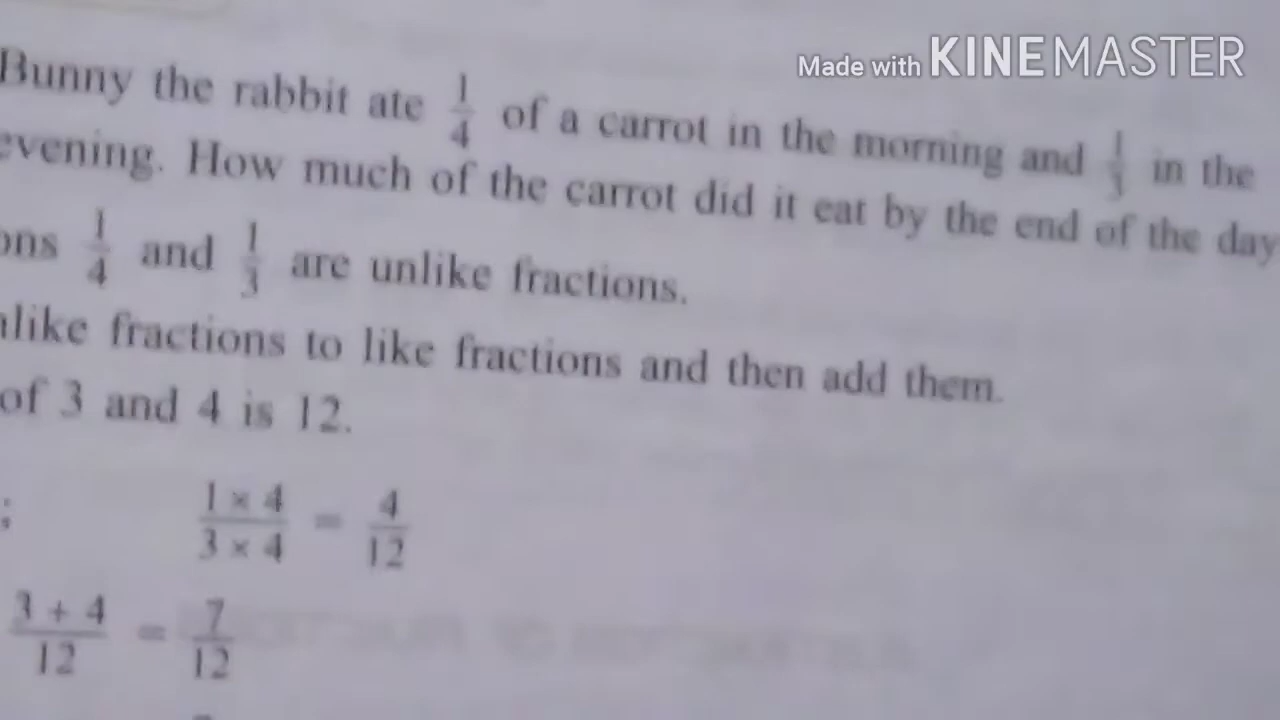 Made with KINEMASTER
Bunny the rabbit ate 1/4 of a carrot in the morning and 1/3 in the
evening. How much of the carrot did it eat by the end of the day
ons 1/4 and 1/3 are unlike fractions.
like fractions to like fractions and then add them.
of 3 and 4 is 12.
; (1 × 4)/(3 × 4) = 4/12
(3 + 4)/12 = 7/12